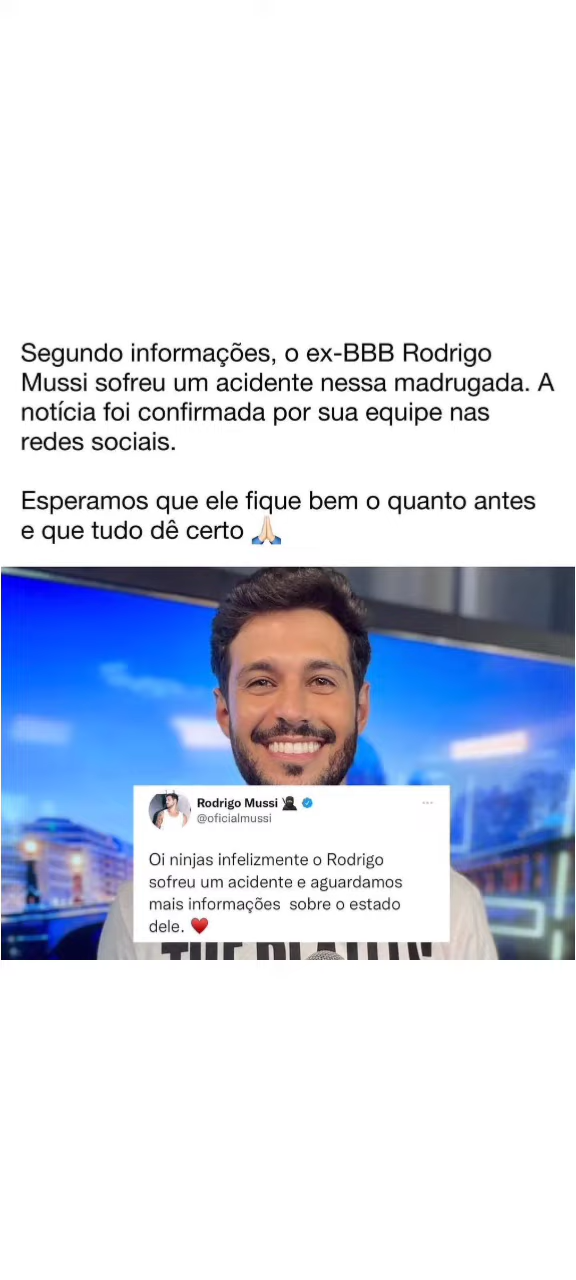 Segundo informações, o ex-BBB Rodrigo
Mussi sofreu um acidente nessa madrugada. A
notícia foi confirmada por sua equipe nas
redes sociais.
Esperamos que ele fique bem o quanto antes
e que tudo dê certo 🙏🏻
Rodrigo Mussi 🥷🏿
@oficialmussi
Oi ninjas infelizmente o Rodrigo
sofreu um acidente e aguardamos
mais informações  sobre o estado
dele. ♥️
THE